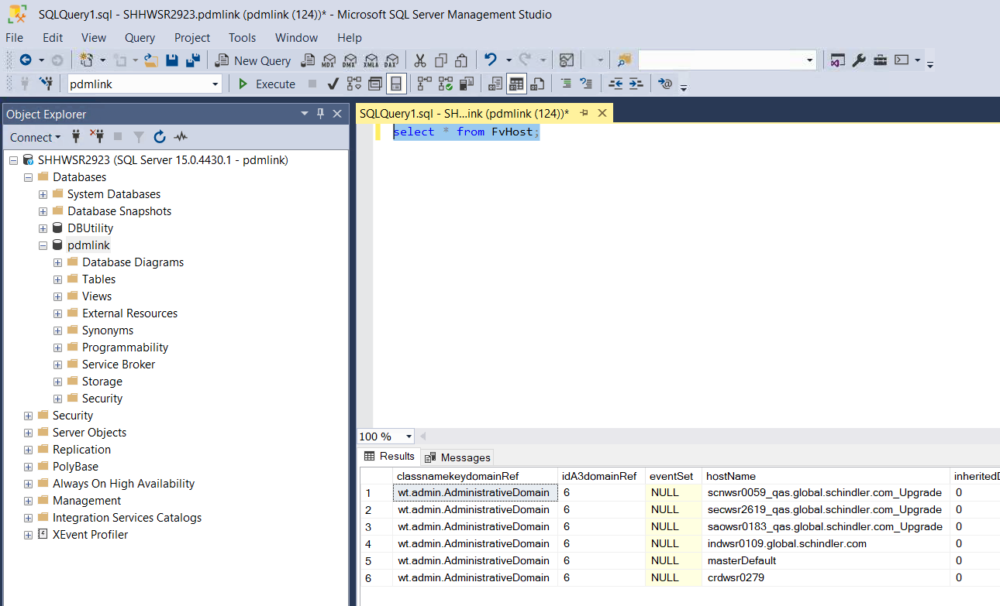 SQLQuery1.sql - SHHWSR2923.pdmlink (pdmlink (124))* - Microsoft SQL Server Management Studio
File Edit View Query Project Tools Window Help
New Query MDX DMX XMLA DAX
pdmlink Execute
Object Explorer
Connect
SHHWSR2923 (SQL Server 15.0.4430.1 - pdmlink)
Databases
System Databases
Database Snapshots
DBUtility
pdmlink
Database Diagrams
Tables
Views
External Resources
Synonyms
Programmability
Service Broker
Storage
Security
Security
Server Objects
Replication
PolyBase
Always On High Availability
Management
Integration Services Catalogs
XEvent Profiler
SQLQuery1.sql - SH...ink (pdmlink (124))*
select * from FvHost;
100 %
Results Messages
classnamekeydomainRef idA3domainRef eventSet hostName inheritedD
1 wt.admin.AdministrativeDomain 6 NULL scnwsr0059_qas.global.schindler.com_Upgrade 0
2 wt.admin.AdministrativeDomain 6 NULL secwsr2619_qas.global.schindler.com_Upgrade 0
3 wt.admin.AdministrativeDomain 6 NULL saowsr0183_qas.global.schindler.com_Upgrade 0
4 wt.admin.AdministrativeDomain 6 NULL indwsr0109.global.schindler.com 0
5 wt.admin.AdministrativeDomain 6 NULL masterDefault 0
6 wt.admin.AdministrativeDomain 6 NULL crdwsr0279 0